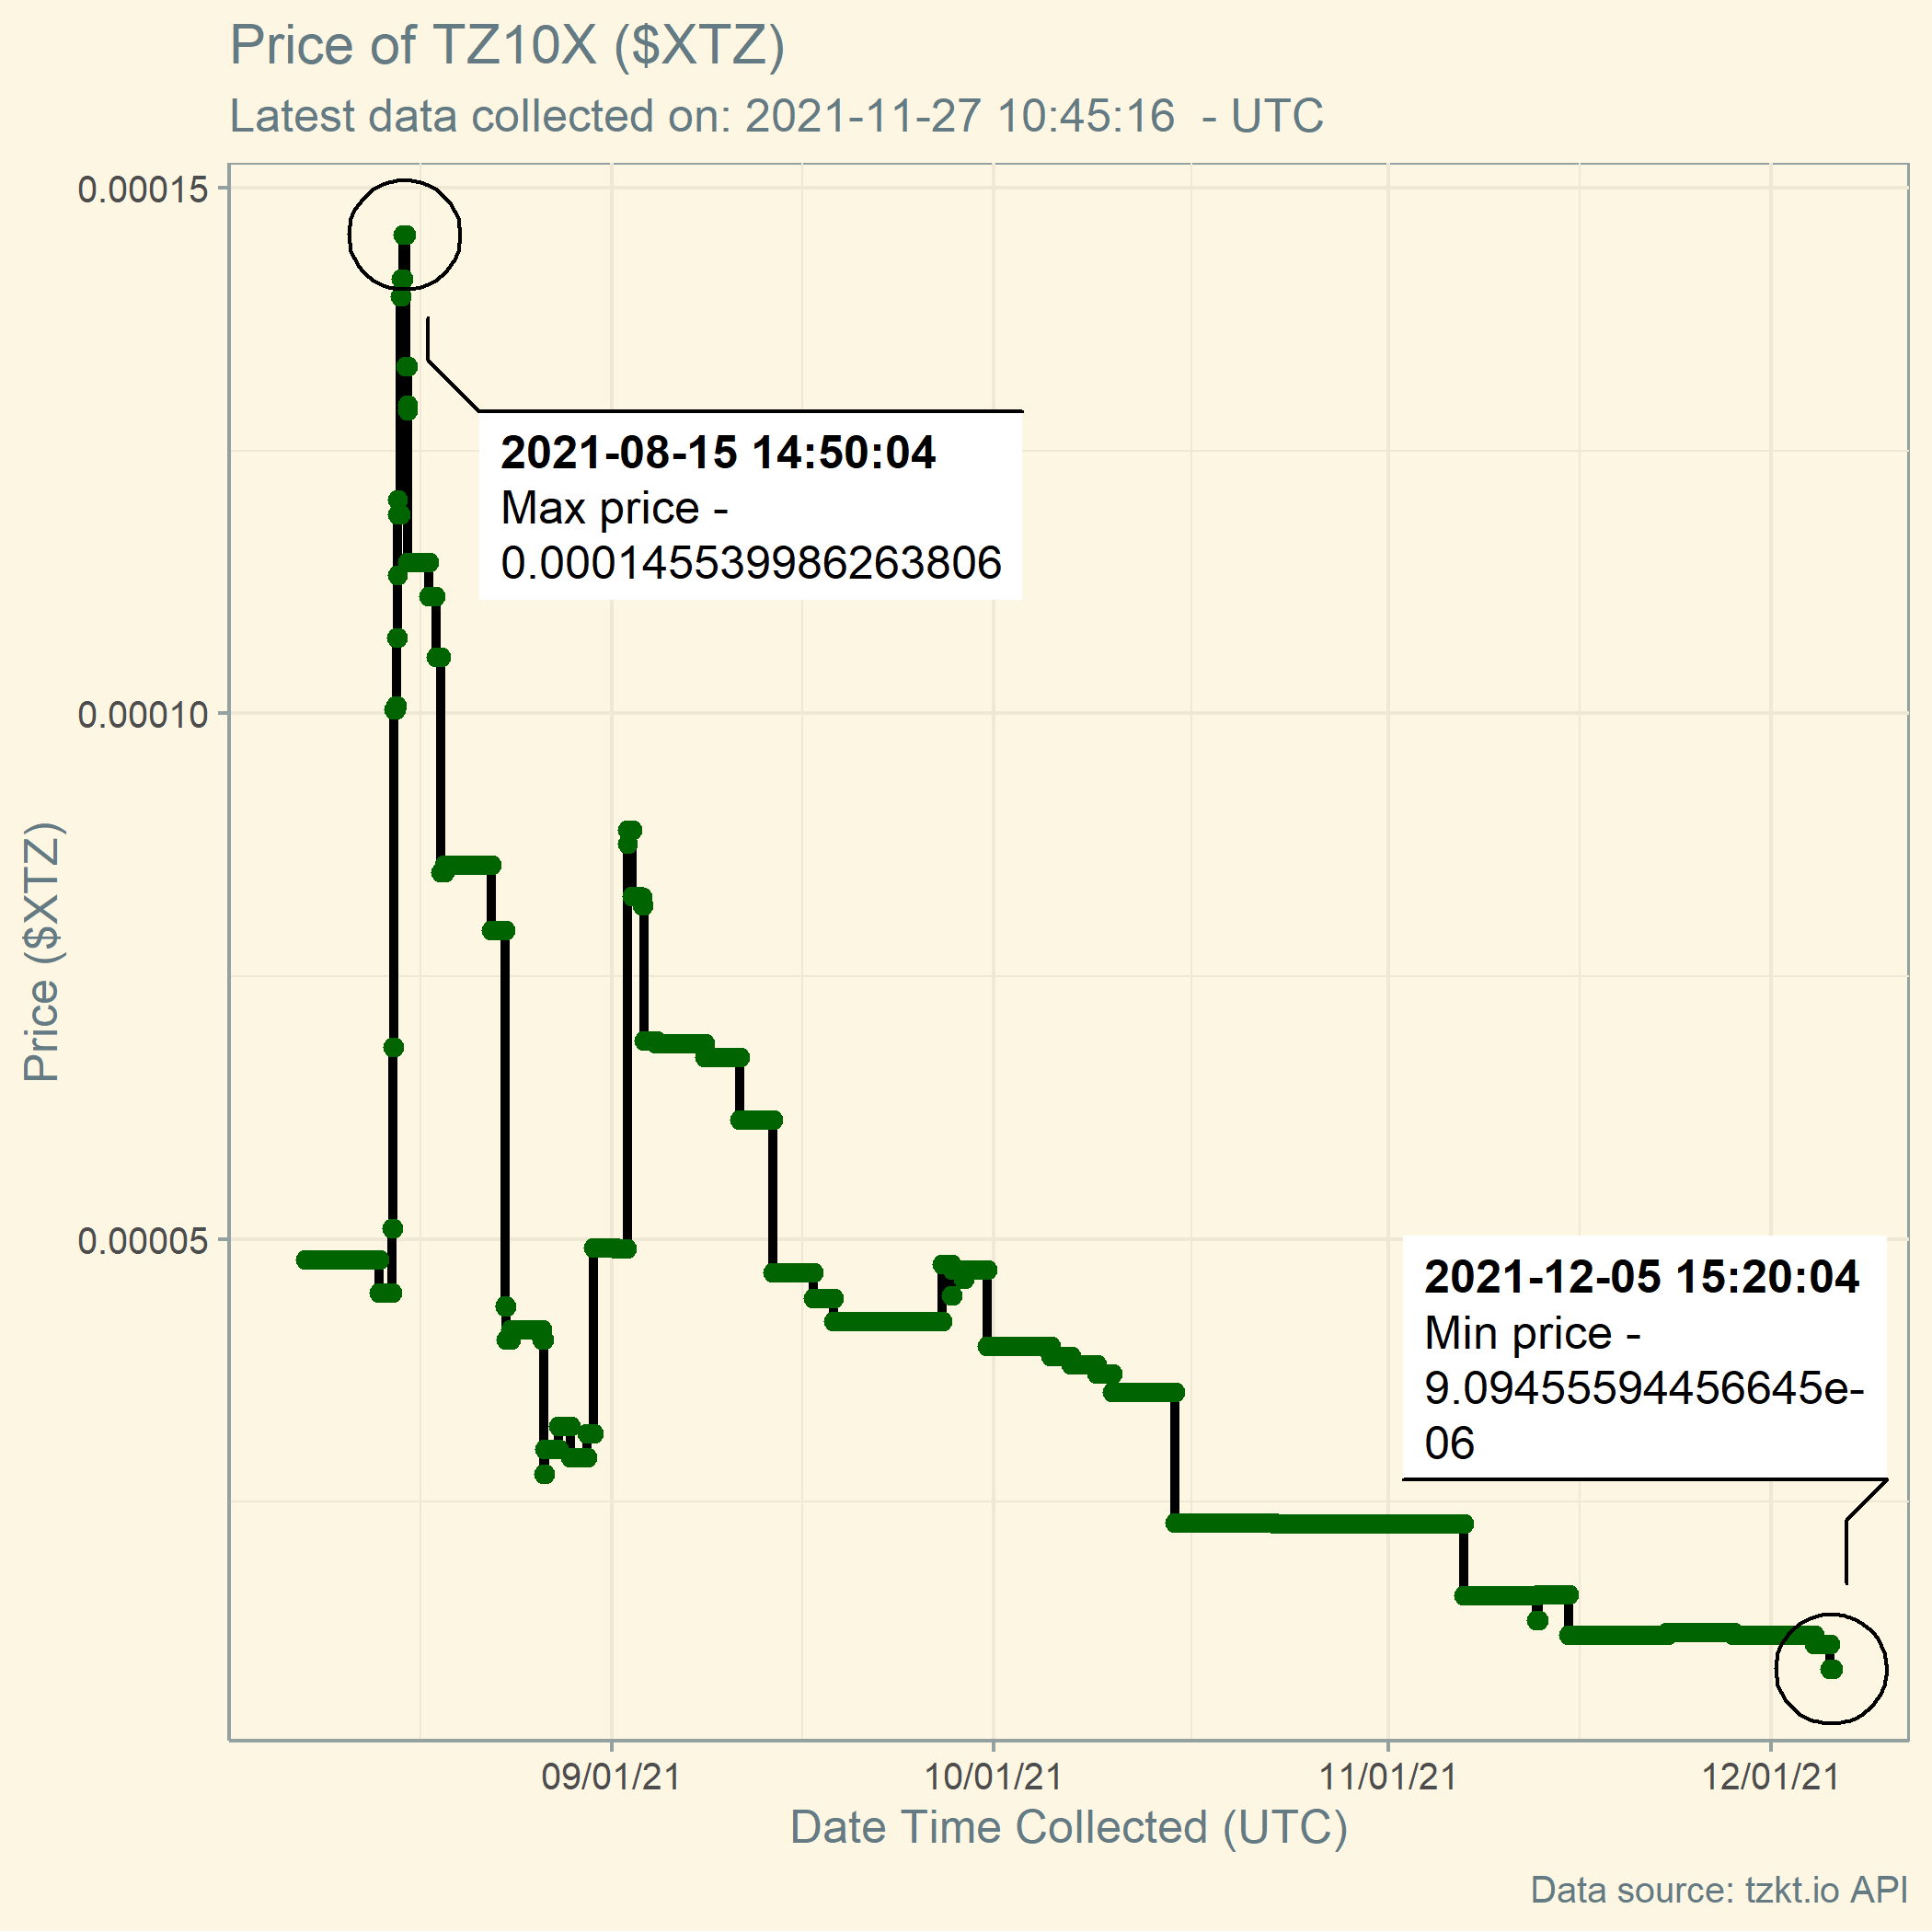 Price of TZ10X ($XTZ)
Latest data collected on: 2021-11-27 10:45:16  - UTC
0.00015
0.00010
0.00005
Price ($XTZ)
2021-08-15 14:50:04
Max price -
0.000145539986263806
2021-12-05 15:20:04
Min price -
9.09455594456645e-
06
09/01/21
10/01/21
11/01/21
12/01/21
Date Time Collected (UTC)
Data source: tzkt.io API